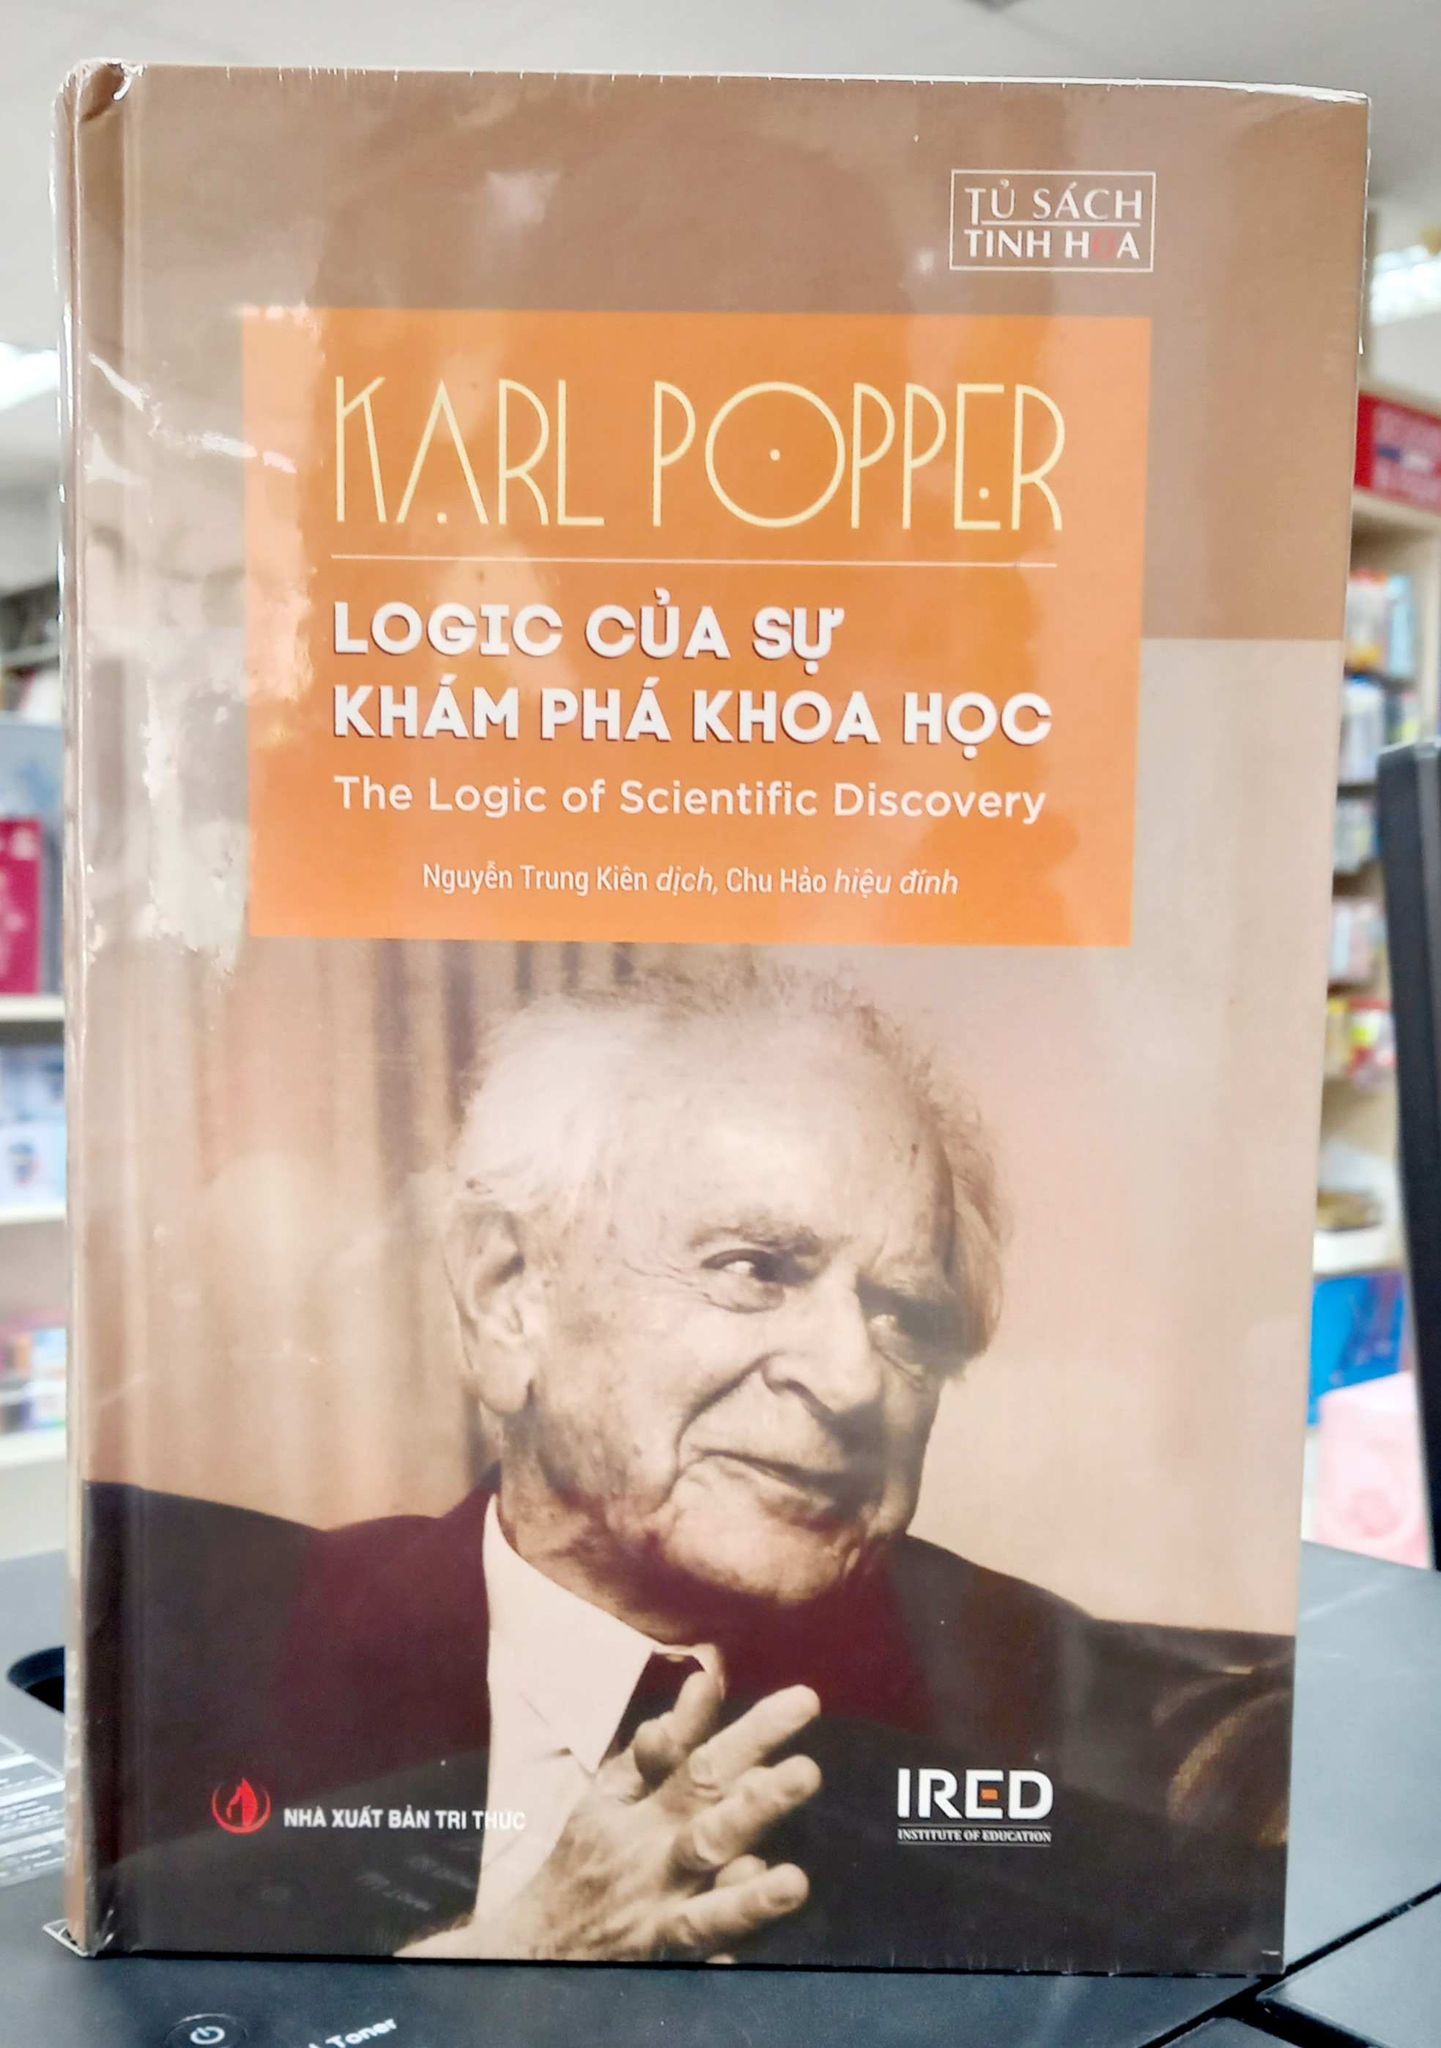 TỦ SÁCH
TINH HOA
KARL POPPER
LOGIC CỦA SỰ
KHÁM PHÁ KHOA HỌC
The Logic of Scientific Discovery
Nguyễn Trung Kiên dịch, Chu Hảo hiệu đính
NHÀ XUẤT BẢN TRI THỨC
IRED
INSTITUTE OF EDUCATION
Toner